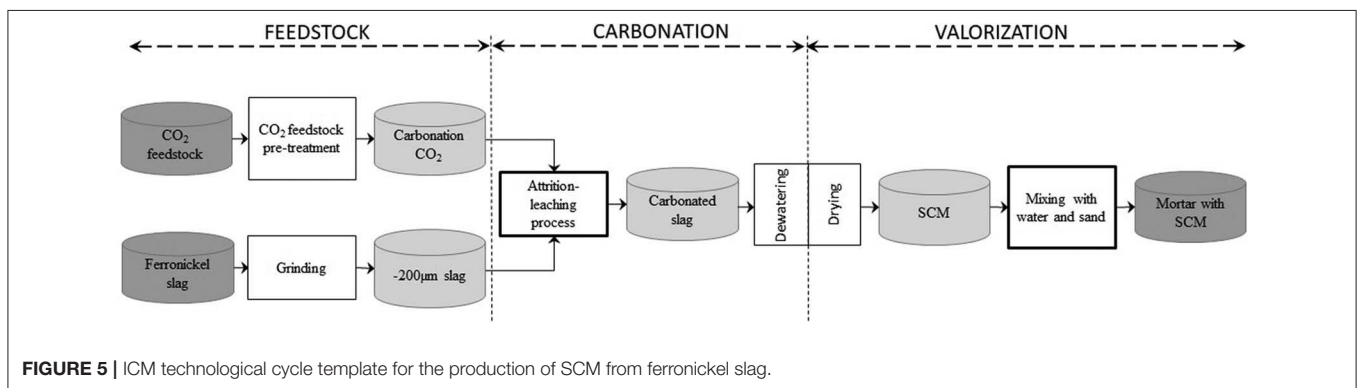 FEEDSTOCK
CARBONATION
VALORIZATION
CO₂
feedstock
CO₂ feedstock
pre-treatment
Carbonation
CO₂
Ferronickel
slag
Grinding
-200µm slag
Attrition-
leaching
process
Carbonated
slag
Dewatering
Drying
SCM
Mixing with
water and sand
Mortar with
SCM
FIGURE 5 | ICM technological cycle template for the production of SCM from ferronickel slag.